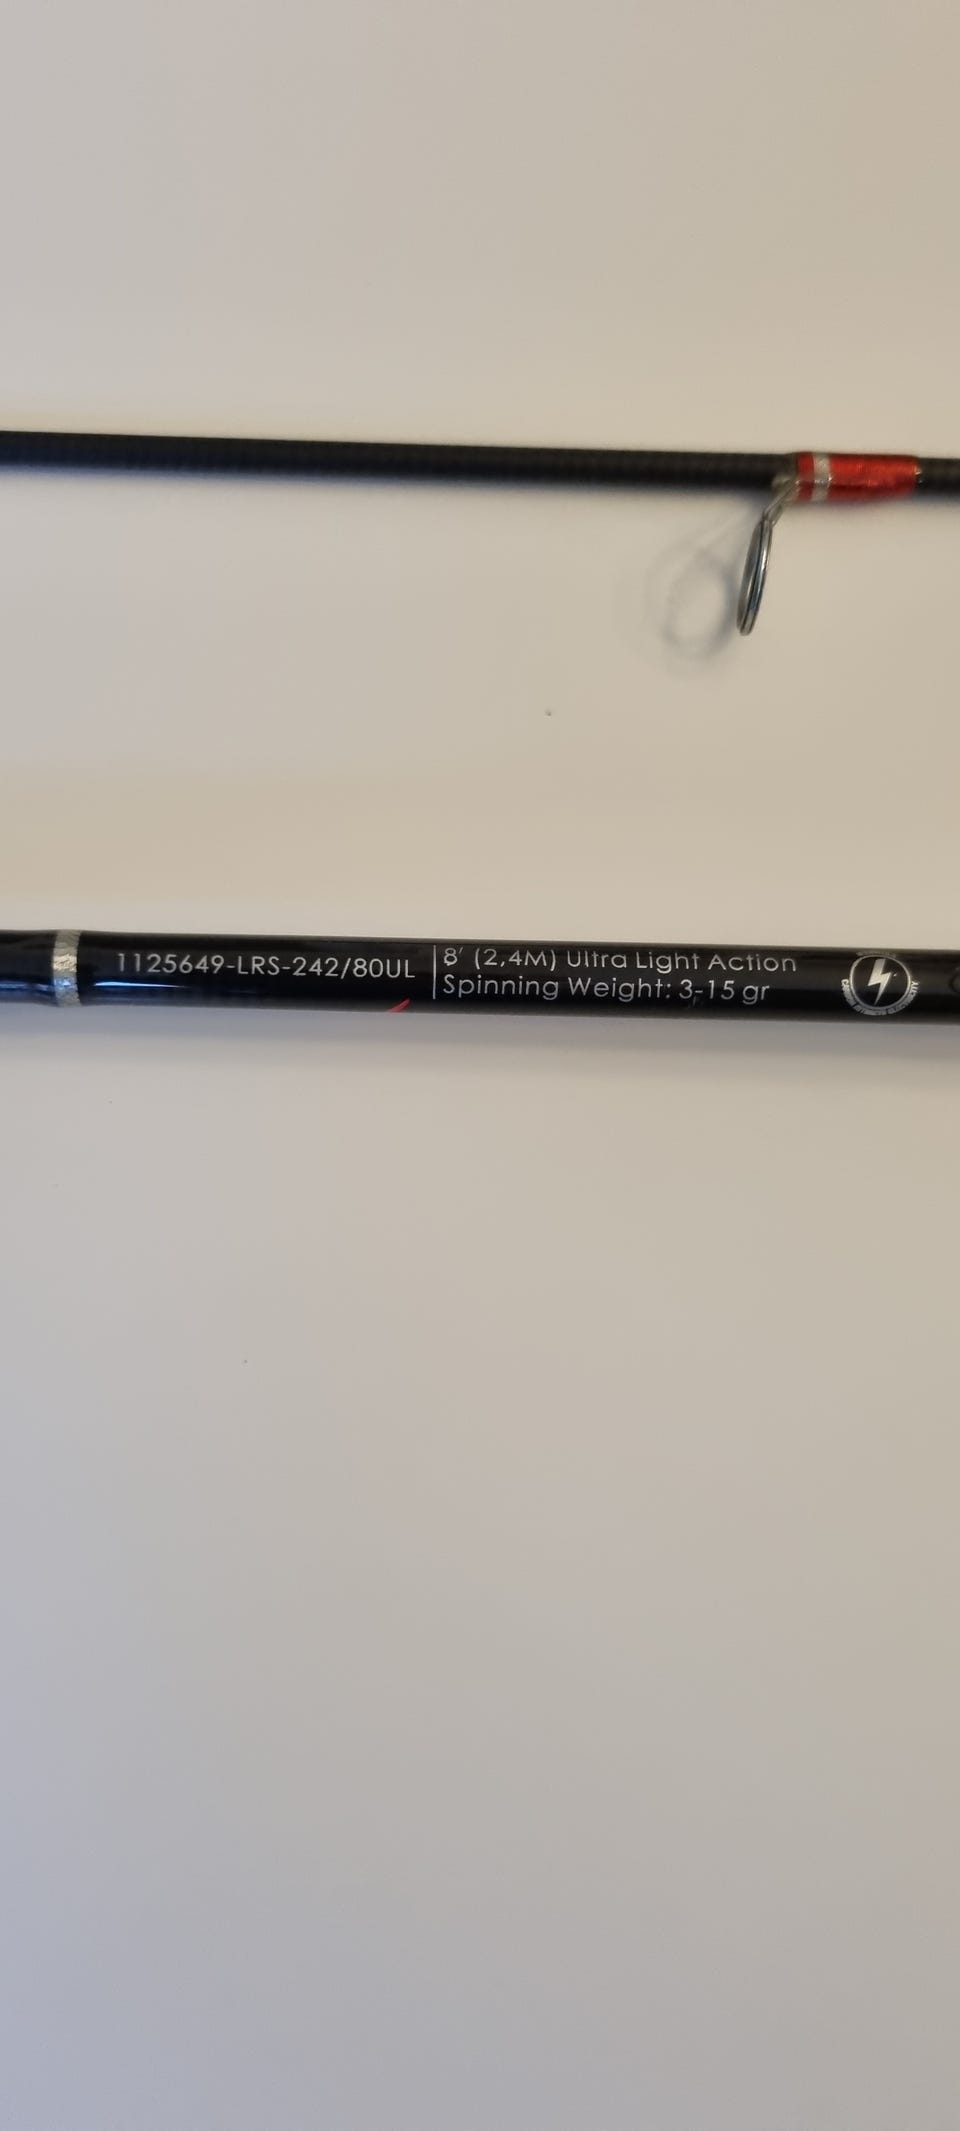 1125649-LRS-242/80UL
8' (2,4M) Ultra Light Action
Spinning Weight: 3-15 gr